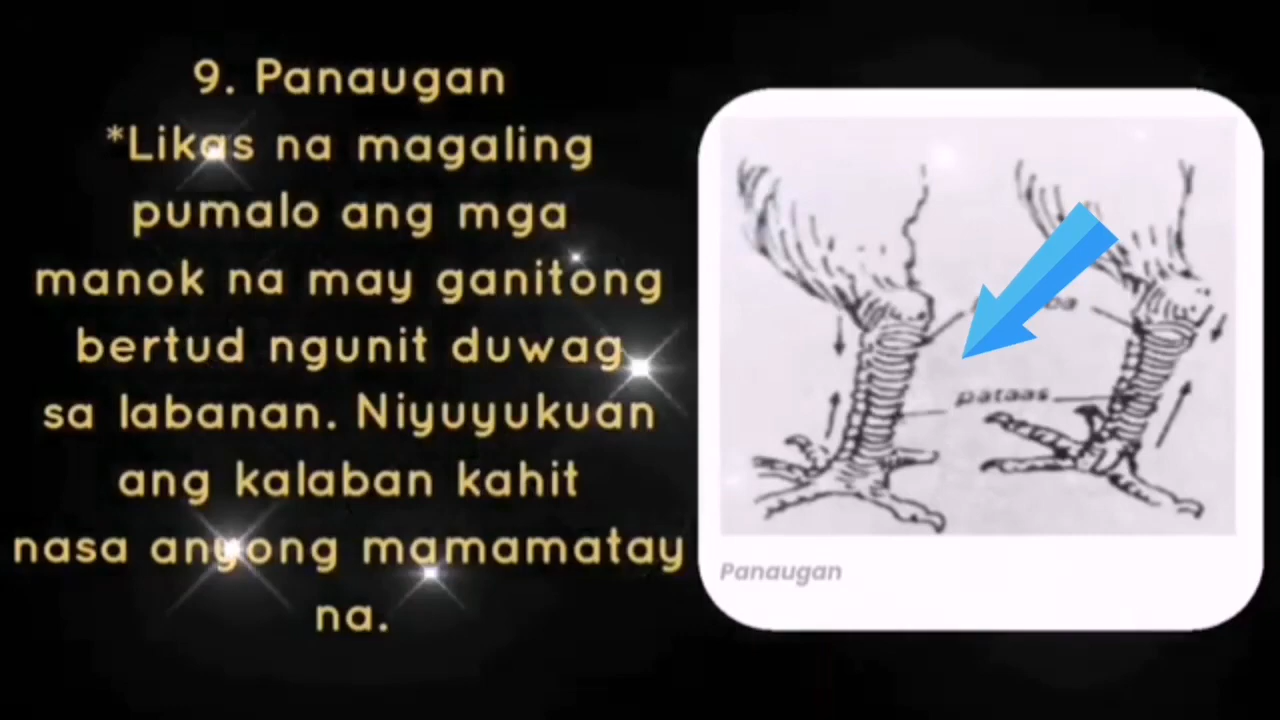 9. Panaugan
*Likas na magaling
pumalo ang mga
manok na may ganitong
bertud ngunit duwag
sa labanan. Niyuyukuan
ang kalaban kahit
nasa anyong mamamatay
na.
pataas
Panaugan